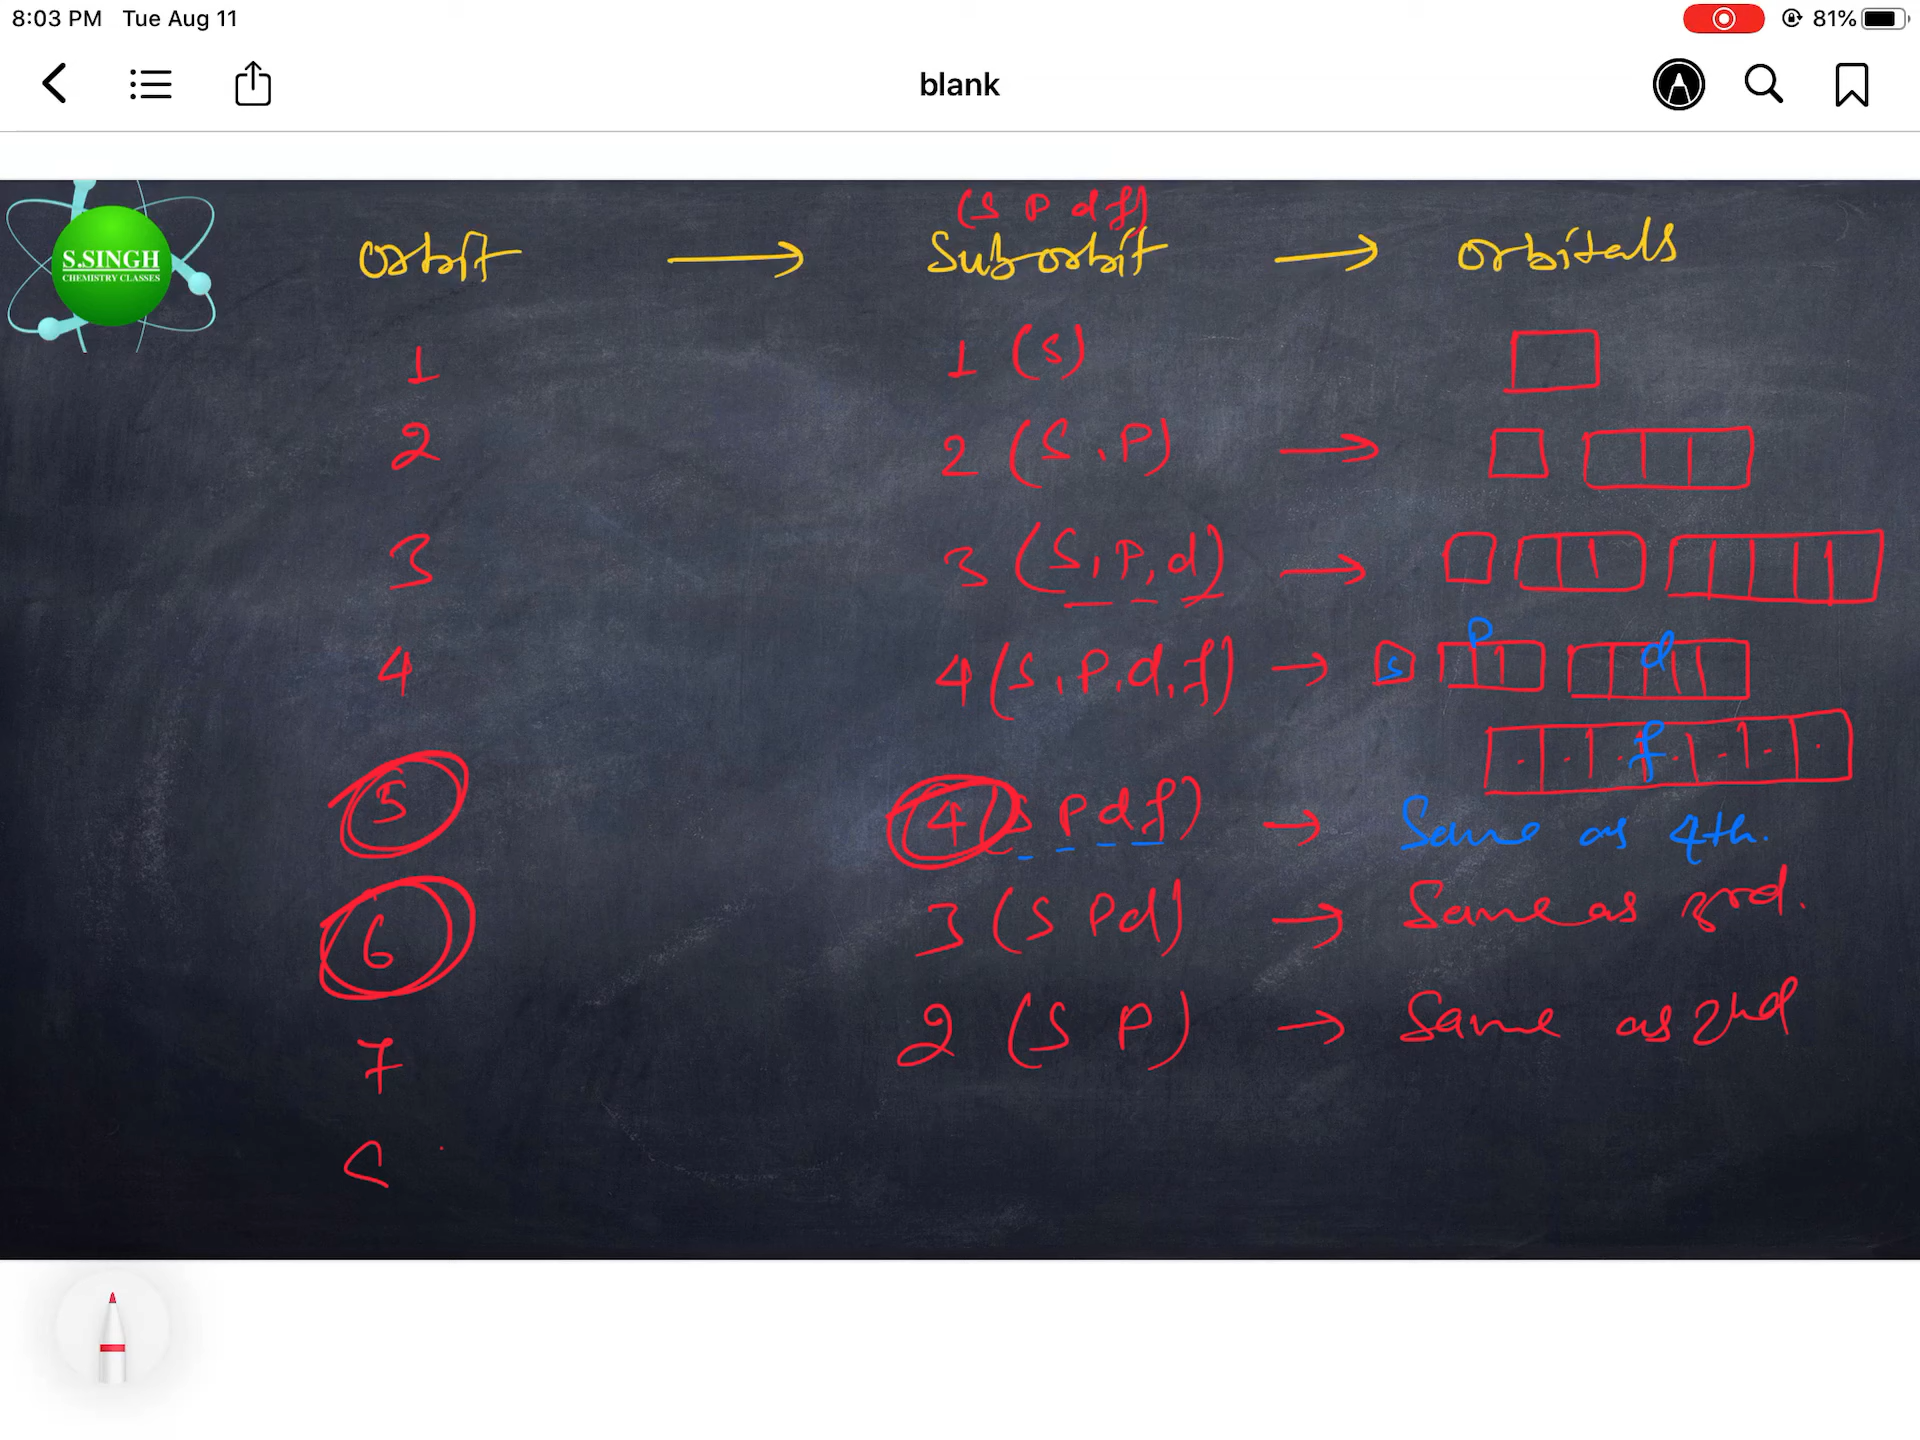 8:03 PM Tue Aug 11 81%
blank
S.SINGH
CHEMISTRY CLASSES
(s p d f)
Orbit → Suborbit → Orbitals
1 1 (s)
2 2 (s, p) →
3 3 (s, p, d) →
4 4 (s, p, d, f) → s p d
f
5 4 (s p d f) → Same as 4th.
6 3 (s p d) → Same as 3rd.
7 2 (s p) → Same as 2nd